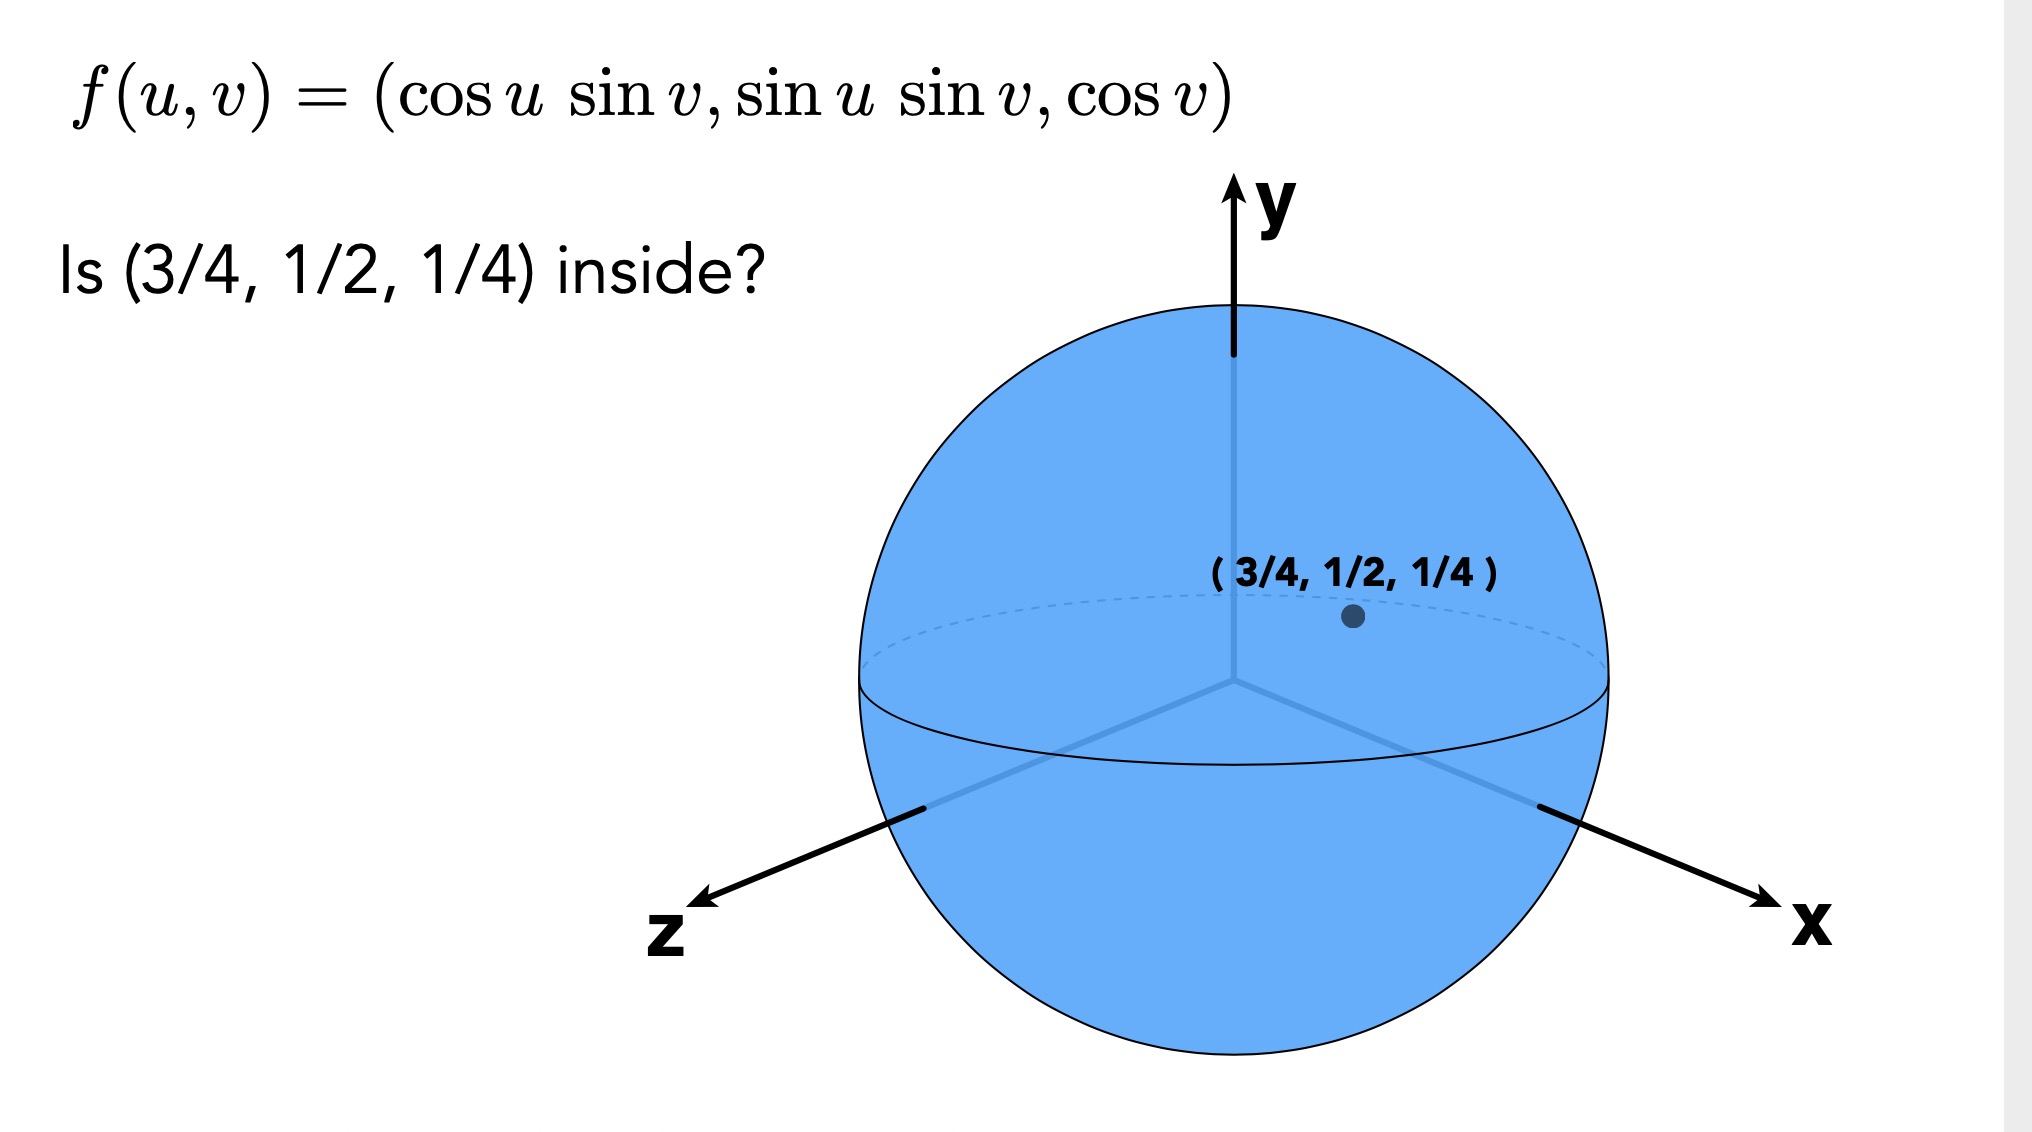 f(u, v) = (cos u sin v, sin u sin v, cos v)
Is (3/4, 1/2, 1/4) inside?
y
( 3/4, 1/2, 1/4 )
z
x